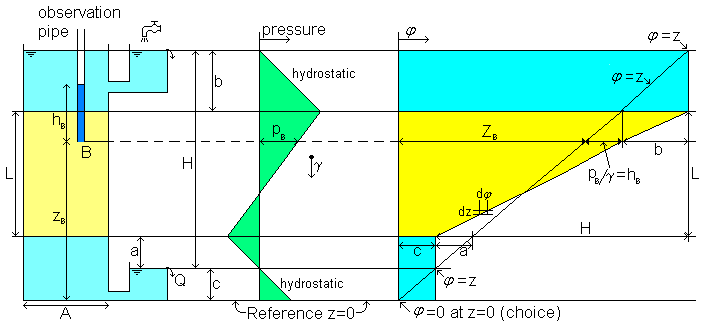 observation
pipe
pressure
φ
φ=z
hydrostatic
φ=z
b
h_B
p_B
B
H
Z_B
b
γ
p_B/γ=h_B
L
L
z_B
dφ
dz
H
a
c
a
Q
c
hydrostatic
φ=z
A
Reference z=0
φ=0 at z=0 (choice)